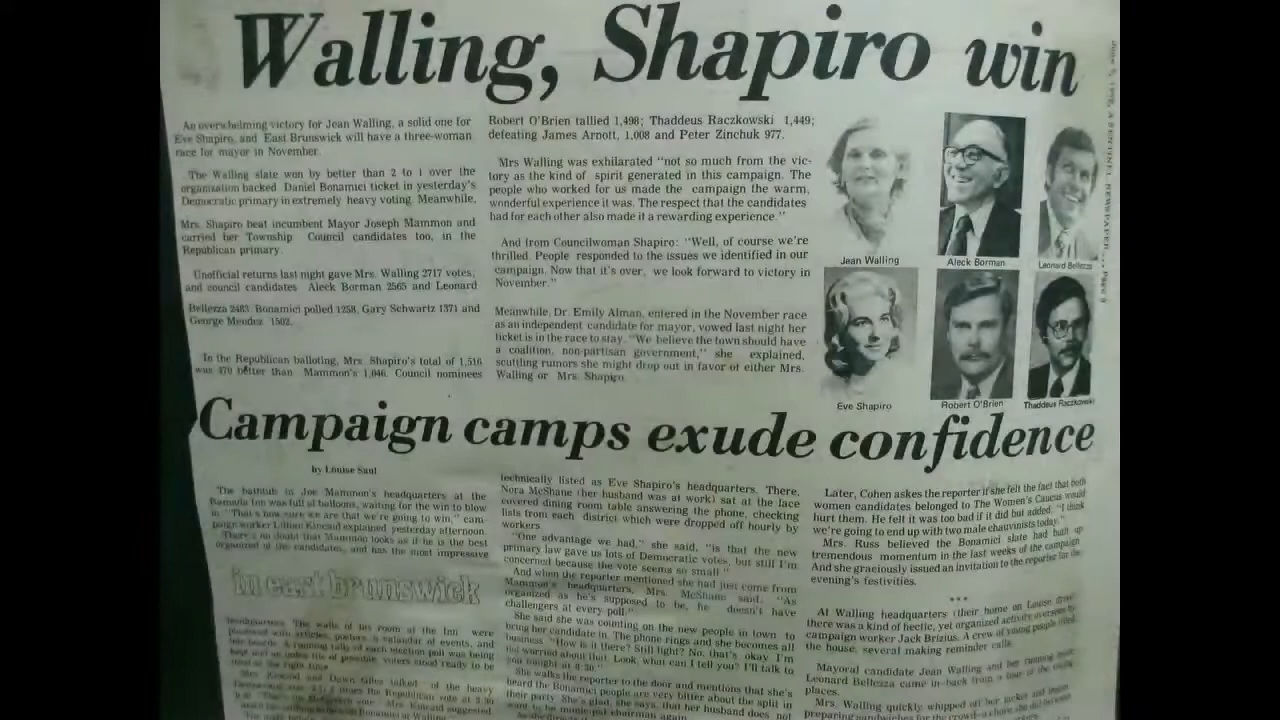 Walling, Shapiro win
An overwhelming victory for Jean Walling, a solid one for
Eve Shapiro, and East Brunswick will have a three-woman
race for mayor in November.
The Walling slate won by better than 2 to 1 over the
organization backed Daniel Bonamici ticket in yesterday's
Democratic primary in extremely heavy voting. Meanwhile,
Mrs. Shapiro beat incumbent Mayor Joseph Mammon and
carried her Township Council candidates too, in the
Republican primary.
Unofficial returns last night gave Mrs. Walling 2717 votes,
and council candidates Aleck Borman 2565 and Leonard
Bellezza 2483. Bonamici polled 1258, Gary Schwartz 1371 and
George Mendez 1502.
In the Republican balloting, Mrs. Shapiro's total of 1,516
was 470 better than Mammon's 1,046. Council nominees
Robert O'Brien tallied 1,498; Thaddeus Raczkowski 1,449;
defeating James Arnott, 1,008 and Peter Zinchuk 977.
Mrs Walling was exhilarated "not so much from the vic-
tory as the kind of spirit generated in this campaign. The
people who worked for us made the campaign the warm,
wonderful experience it was. The respect that the candidates
had for each other also made it a rewarding experience."
And from Councilwoman Shapiro: "Well, of course we're
thrilled. People responded to the issues we identified in our
campaign. Now that it's over, we look forward to victory in
November."
Meanwhile, Dr. Emily Alman, entered in the November race
as an independent candidate for mayor, vowed last night her
ticket is in the race to stay. "We believe the town should have
a coalition, non-partisan government," she explained,
scuttling rumors she might drop out in favor of either Mrs.
Walling or Mrs. Shapiro.
Jean Walling
Aleck Borman
Leonard Bellezza
Eve Shapiro
Robert O'Brien
Thaddeus Raczkowski
A SENTINEL NEWSPAPER
Campaign camps exude confidence
by Louise Saul
The bathtub in Joe Mammon's headquarters at the
Ramada Inn was full of balloons, waiting for the win to blow
in. "That's how sure we are that we're going to win," cam-
paign worker Lillian Kincaid explained yesterday afternoon.
There's no doubt that Mammon looks as if he is the best
organized of the candidates, and has the most impressive
in east brunswick
headquarters. The walls of his room at the Inn were
plastered with articles, posters, a calendar of events, and
A running tally of each election poll was being
kept and an index file of possible voters stood ready to be
used at the right time.
Mrs. Kincaid and Dawn talked of the heavy
the Republican vote at 3:30
Mrs. Kincaid suggested
technically listed as Eve Shapiro's headquarters. There,
Nora McShane (her husband was at work) sat at the lace
covered dining room table answering the phone, checking
lists from each district which were dropped off hourly by
workers.
"One advantage we had," she said, "is that the new
primary law gave us lots of Democratic votes, but still I'm
concerned because the vote seems so small."
And when the reporter mentioned she had just come from
Mammon's headquarters, Mrs. McShane said, "As
organized as he's supposed to be, he doesn't have
challengers at every poll."
She said she was counting on the new people in town to
bring her candidate in. The phone rings and she becomes all
business. "How is it there? Still light? No, that's okay I'm
not worried about that. Look what can I tell you? I'll talk to
you tonight at 8:30."
She walks the reporter to the door and mentions that she's
heard the Bonamici people are very bitter about the split in
their party. She's glad, she says, that her husband does not
want to be municipal chairman again.
Later, Cohen askes the reporter if she felt the fact that both
women candidates belonged to The Women's Caucus would
hurt them. He felt it was too bad if it did but added, "I think
we're going to end up with two male chauvinists today."
Mrs. Russ believed the Bonamici slate had built up
tremendous momentum in the last weeks of the campaign
And she graciously issued an invitation to the reporter for the
evening's festivities.
***
At Walling headquarters (their home on Louise drive)
there was a kind of hectic, yet organized activity overseen by
campaign worker Jack Brizius. A crew of young people filled
the house, several making reminder calls.
Mayoral candidate Jean Walling and her running mate
Leonard Bellezza came in back from a tour of the voting
places.
Mrs. Walling quickly whipped off her jacket and began
preparing sandwiches for the crowd—a chore she did between